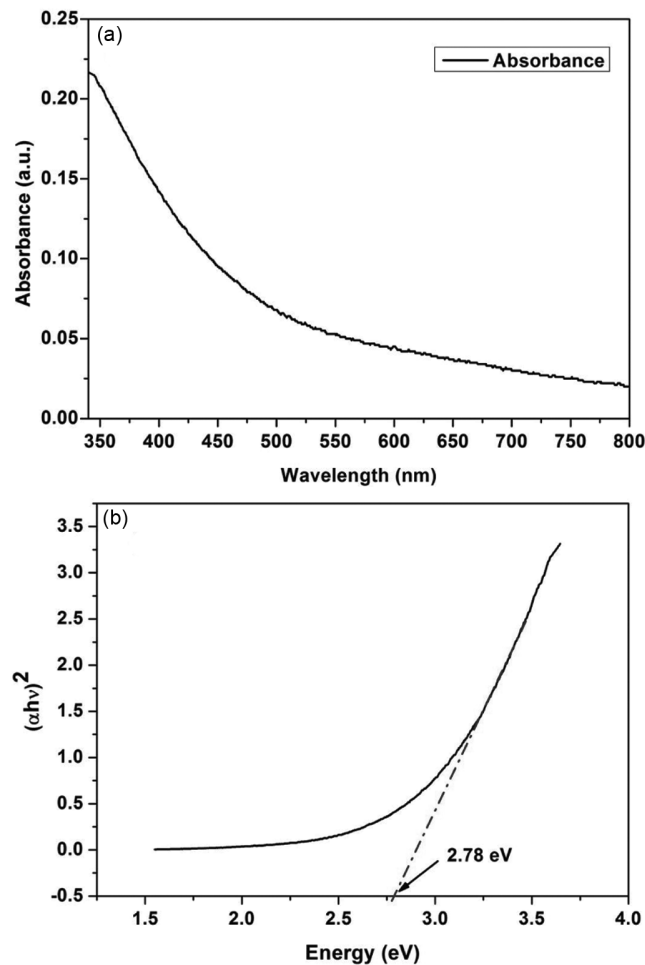 (a)
Absorbance
0.25
0.20
0.15
0.10
0.05
0.00
Absorbance (a.u.)
350 400 450 500 550 600 650 700 750 800
Wavelength (nm)
(b)
3.5
3.0
2.5
2.0
1.5
1.0
0.5
0.0
-0.5
(αhν)²
2.78 eV
1.5 2.0 2.5 3.0 3.5 4.0
Energy (eV)